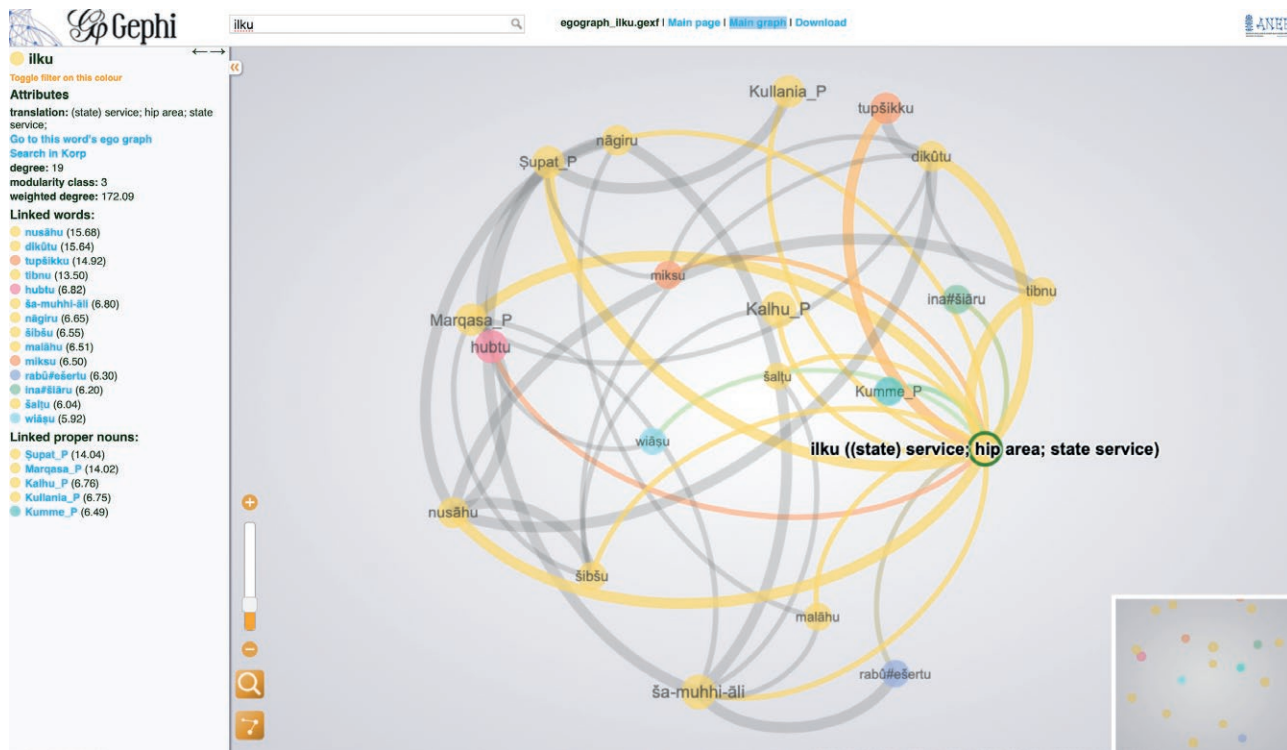 Gephi
ilku
egograph_ilku.gexf | Main page | Main graph | Download
←→
ilku
Toggle filter on this colour
Attributes
translation: (state) service; hip area; state
service;
Go to this word's ego graph
Search in Korp
degree: 19
modularity class: 3
weighted degree: 172.09
Linked words:
nusāhu (15.68)
dikûtu (15.64)
tupšikku (14.92)
tibnu (13.50)
hubtu (6.82)
ša-muhhi-āli (6.80)
nāgiru (6.65)
šibšu (6.55)
malāhu (6.51)
miksu (6.50)
rabû#ešertu (6.30)
ina#šiāru (6.20)
šalṭu (6.04)
wiāṣu (5.92)
Linked proper nouns:
Ṣupat_P (14.04)
Marqasa_P (14.02)
Kalhu_P (6.76)
Kullania_P (6.75)
Kumme_P (6.49)
«
Kullania_P
tupšikku
nāgiru
Ṣupat_P
dikûtu
miksu
ina#šiāru
tibnu
Kalhu_P
Marqasa_P
hubtu
šalṭu
Kumme_P
wiāṣu
ilku ((state) service; hip area; state service)
nusāhu
šibšu
malāhu
rabû#ešertu
ša-muhhi-āli